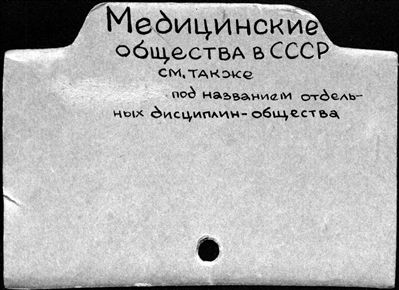 Медицинские
общества в СССР
см. также
под названием отдель-
ных дисциплин-общества